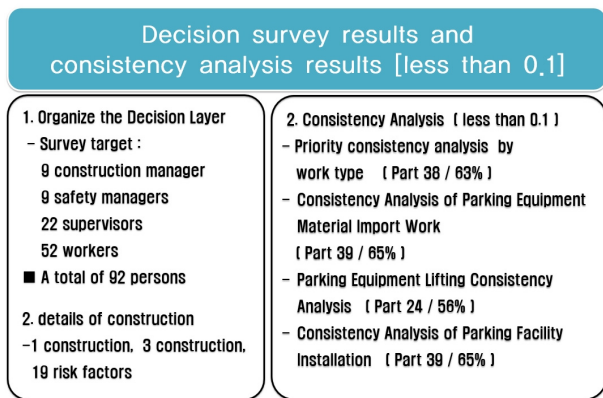 Decision survey results and
consistency analysis results [less than 0.1]
1. Organize the Decision Layer
- Survey target :
9 construction manager
9 safety managers
22 supervisors
52 workers
■ A total of 92 persons
2. details of construction
-1 construction, 3 construction,
19 risk factors
2. Consistency Analysis ( less than 0.1 )
- Priority consistency analysis by
work type ( Part 38 / 63% )
- Consistency Analysis of Parking Equipment
Material Import Work
( Part 39 / 65% )
- Parking Equipment Lifting Consistency
Analysis ( Part 24 / 56% )
- Consistency Analysis of Parking Facility
Installation ( Part 39 / 65% )